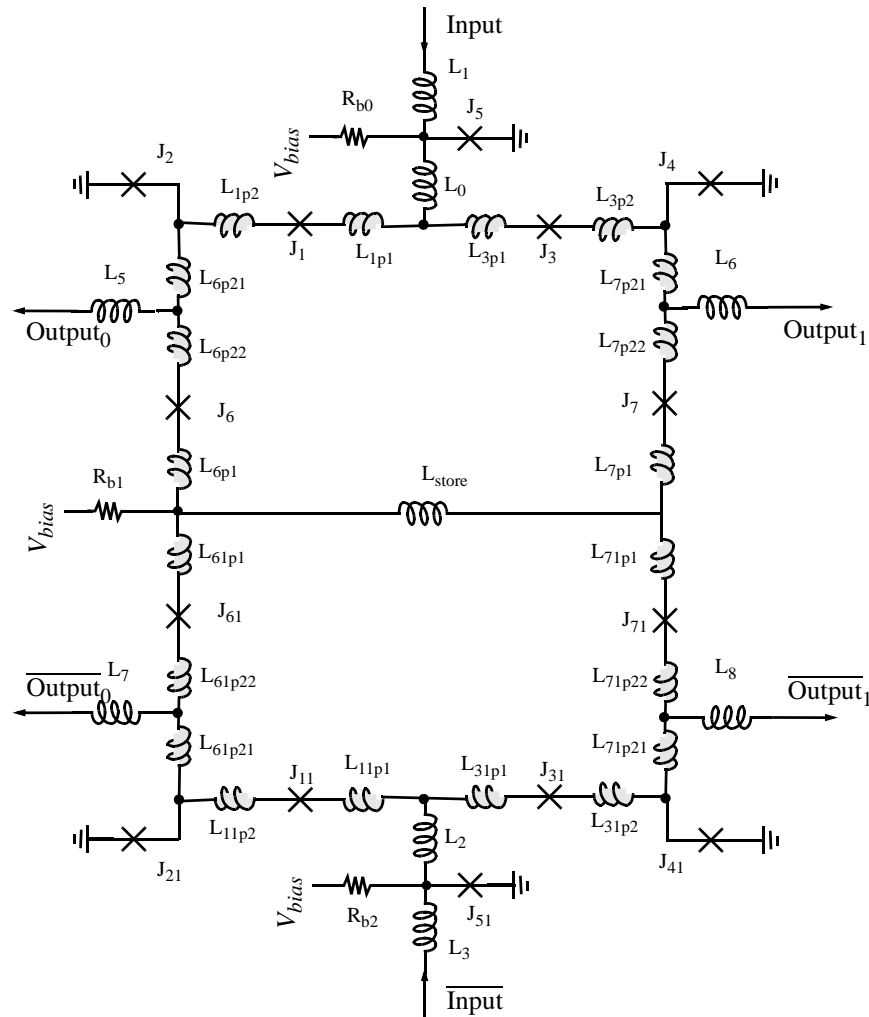 Input
L1
Rb0
J5
Vbias
J2
J4
L0
L1p2
L3p2
J1
L1p1
L3p1
J3
L5
L6p21
L7p21
L6
Output0
Output1
L6p22
L7p22
J6
J7
L6p1
L7p1
Rb1
Lstore
Vbias
L61p1
L71p1
J61
J71
L7
Output0
L61p22
L71p22
L8
Output1
L61p21
L71p21
J11
L11p1
L31p1
J31
L11p2
L2
L31p2
J21
J41
Vbias
Rb2
J51
L3
Input